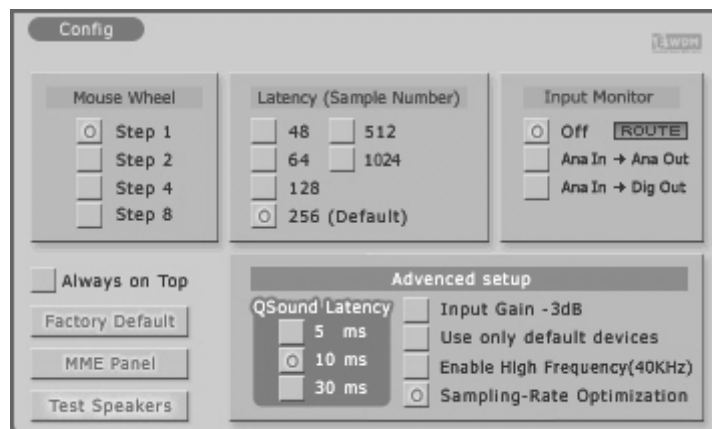 Config
EWDM
Mouse Wheel
Step 1
Step 2
Step 4
Step 8
Latency (Sample Number)
48
512
64
1024
128
256 (Default)
Input Monitor
Off
ROUTE
Ana In → Ana Out
Ana In → Dig Out
Always on Top
Factory Default
MME Panel
Test Speakers
Advanced setup
QSound Latency
5 ms
10 ms
30 ms
Input Gain -3dB
Use only default devices
Enable High Frequency(40KHz)
Sampling-Rate Optimization